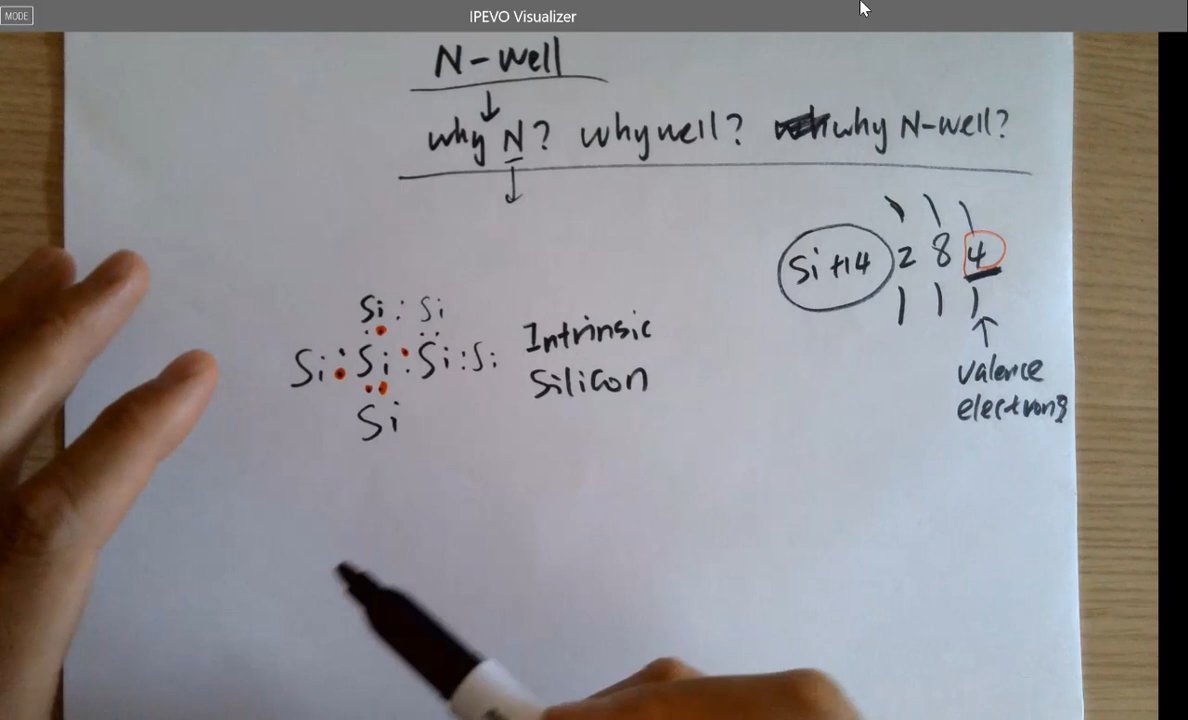 MODE
IPEVO Visualizer
N-well
why N? why well? why N-well?
Si+14 2 8 4
Si : Si
Si : Si : Si : Si
Si
Intrinsic
Silicon
valence
electrons